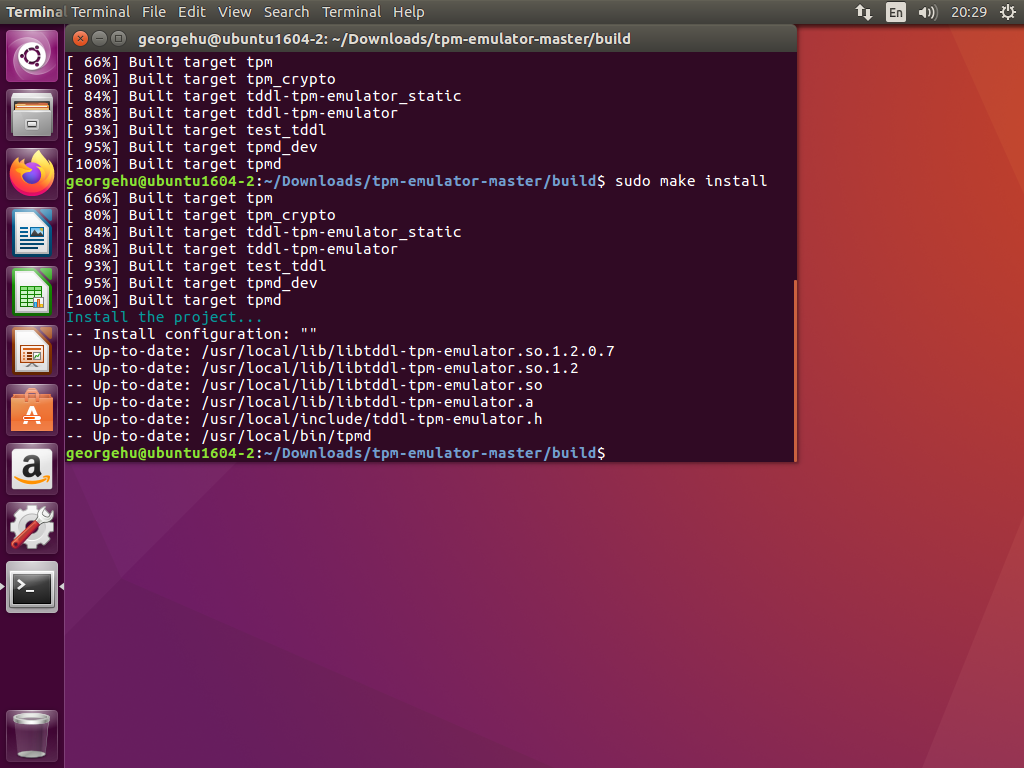 Terminal Terminal File Edit View Search Terminal Help En 20:29
georgehu@ubuntu1604-2: ~/Downloads/tpm-emulator-master/build
[ 66%] Built target tpm
[ 80%] Built target tpm_crypto
[ 84%] Built target tddl-tpm-emulator_static
[ 88%] Built target tddl-tpm-emulator
[ 93%] Built target test_tddl
[ 95%] Built target tpmd_dev
[100%] Built target tpmd
georgehu@ubuntu1604-2:~/Downloads/tpm-emulator-master/build$ sudo make install
[ 66%] Built target tpm
[ 80%] Built target tpm_crypto
[ 84%] Built target tddl-tpm-emulator_static
[ 88%] Built target tddl-tpm-emulator
[ 93%] Built target test_tddl
[ 95%] Built target tpmd_dev
[100%] Built target tpmd
Install the project...
-- Install configuration: ""
-- Up-to-date: /usr/local/lib/libtddl-tpm-emulator.so.1.2.0.7
-- Up-to-date: /usr/local/lib/libtddl-tpm-emulator.so.1.2
-- Up-to-date: /usr/local/lib/libtddl-tpm-emulator.so
-- Up-to-date: /usr/local/lib/libtddl-tpm-emulator.a
-- Up-to-date: /usr/local/include/tddl-tpm-emulator.h
-- Up-to-date: /usr/local/bin/tpmd
georgehu@ubuntu1604-2:~/Downloads/tpm-emulator-master/build$